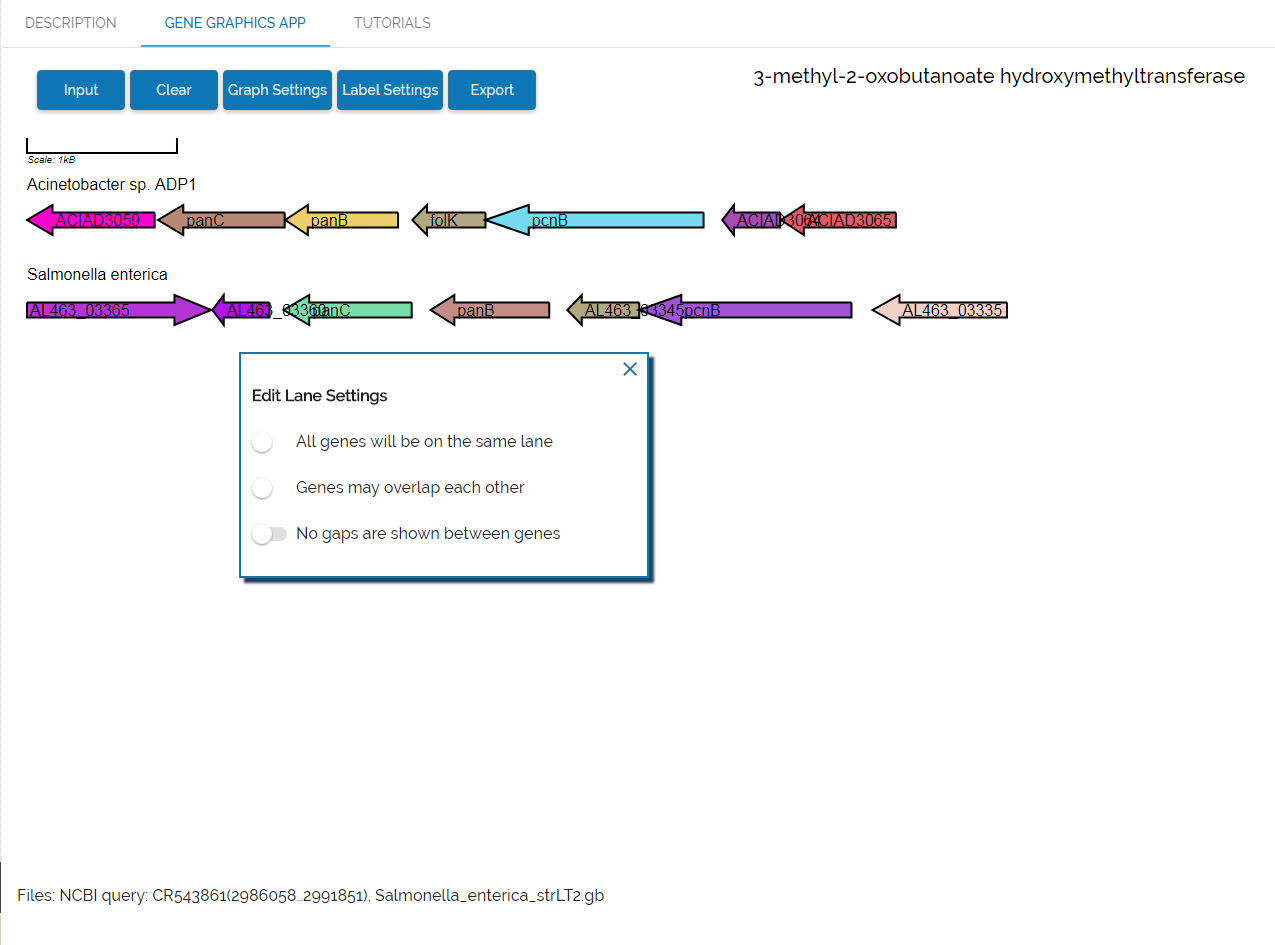 DESCRIPTION GENE GRAPHICS APP TUTORIALS
Input Clear Graph Settings Label Settings Export
3-methyl-2-oxobutanoate hydroxymethyltransferase
Scale: 1kB
Acinetobacter sp. ADP1
ACIAD3059 panC panB folK pcnB ACIAD3064 ACIAD3065
Salmonella enterica
AL463_03365 AL463_03360 panC panB AL463_03345 pcnB AL463_03335
Edit Lane Settings
All genes will be on the same lane
Genes may overlap each other
No gaps are shown between genes
Files: NCBI query: CR543861(2986058..2991851), Salmonella_enterica_strLT2.gb